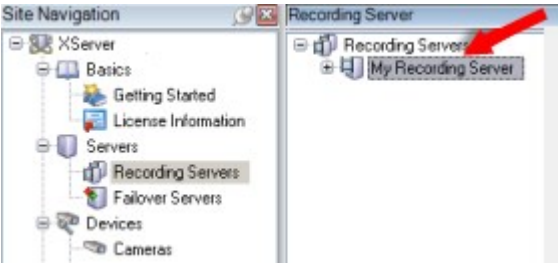 Site Navigation
XServer
Basics
Getting Started
License Information
Servers
Recording Servers
Failover Servers
Devices
Cameras
Recording Server
Recording Servers
My Recording Server